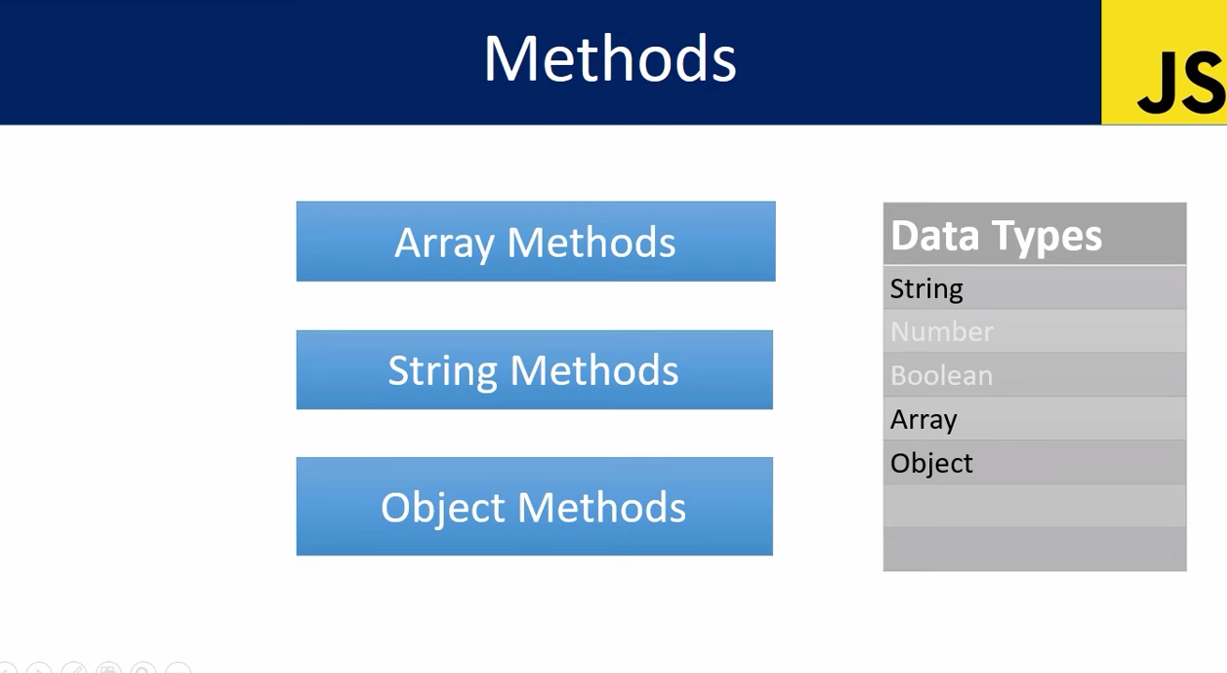 Methods
JS
Array Methods
String Methods
Object Methods
Data Types
String
Number
Boolean
Array
Object